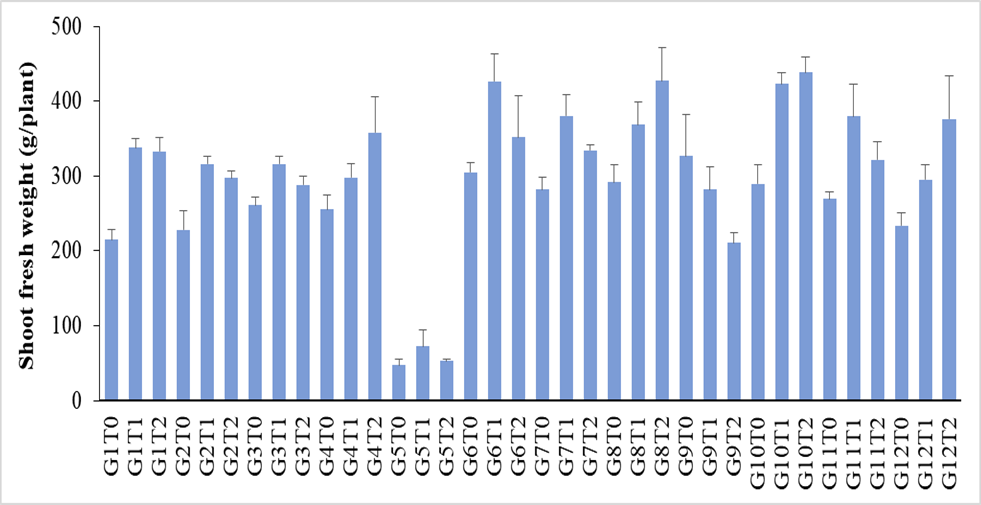 Shoot fresh weight (g/plant)
500
400
300
200
100
0
G1T0
G1T1
G1T2
G2T0
G2T1
G2T2
G3T0
G3T1
G3T2
G4T0
G4T1
G4T2
G5T0
G5T1
G5T2
G6T0
G6T1
G6T2
G7T0
G7T1
G7T2
G8T0
G8T1
G8T2
G9T0
G9T1
G9T2
G10T0
G10T1
G10T2
G11T0
G11T1
G11T2
G12T0
G12T1
G12T2